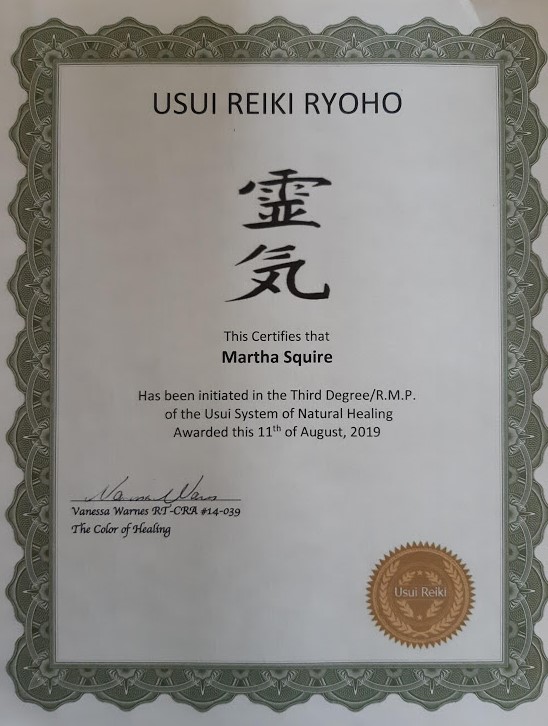 USUI REIKI RYOHO
霊
気
This Certifies that
Martha Squire
Has been initiated in the Third Degree/R.M.P.
of the Usui System of Natural Healing
Awarded this 11th of August, 2019
Vanessa Warnes RT-CRA #14-039
The Color of Healing
Usui Reiki